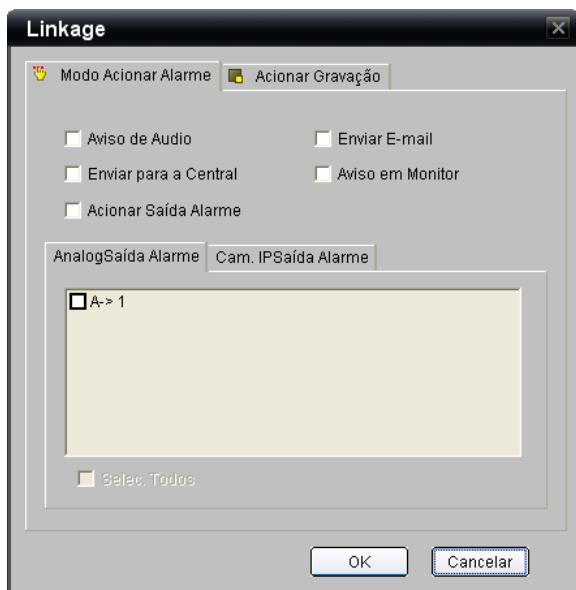 Linkage
Modo Acionar Alarme Acionar Gravação
Aviso de Audio Enviar E-mail
Enviar para a Central Aviso em Monitor
Acionar Saída Alarme
AnalogSaída Alarme Cam. IPSaída Alarme
A-> 1
Selec. Todos
OK Cancelar